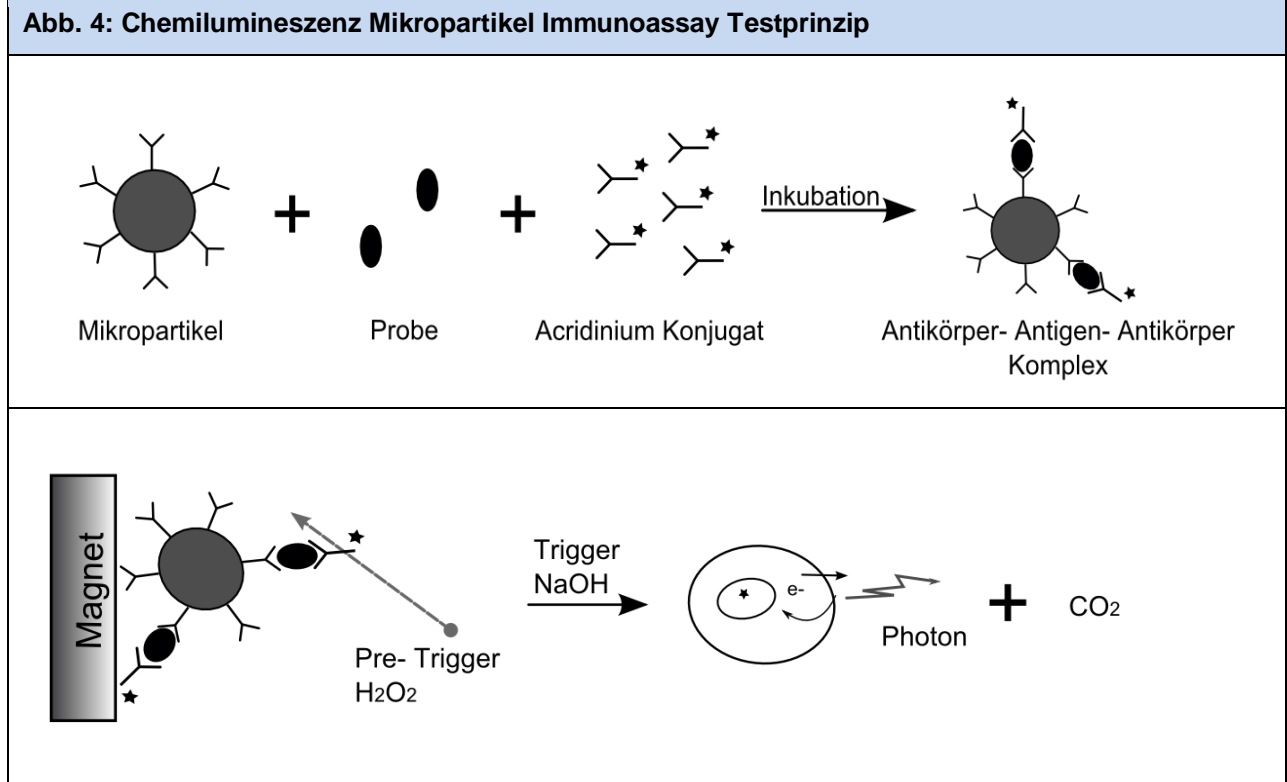 Abb. 4: Chemilumineszenz Mikropartikel Immunoassay Testprinzip
Inkubation
Mikropartikel
Probe
Acridinium Konjugat
Antikörper- Antigen- Antikörper
Komplex
Magnet
Pre- Trigger
H2O2
Trigger
NaOH
e-
Photon
CO2